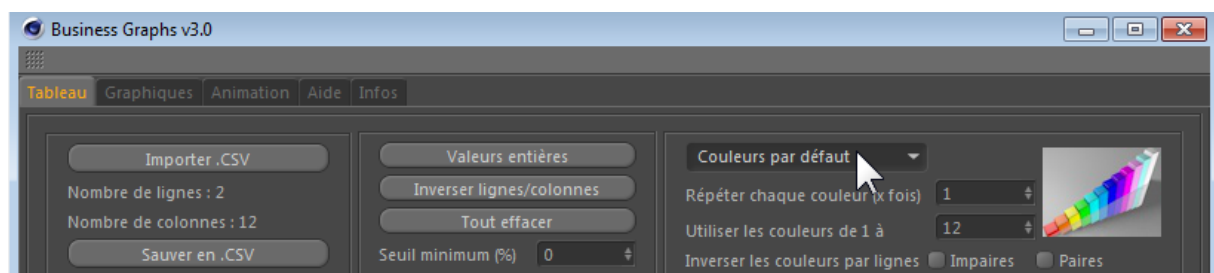 Business Graphs v3.0
Tableau Graphiques Animation Aide Infos
Importer .CSV
Nombre de lignes : 2
Nombre de colonnes : 12
Sauver en .CSV
Valeurs entières
Inverser lignes/colonnes
Tout effacer
Seuil minimum (%) 0
Couleurs par défaut
Répéter chaque couleur (x fois) 1
Utiliser les couleurs de 1 à 12
Inverser les couleurs par lignes Impaires Paires